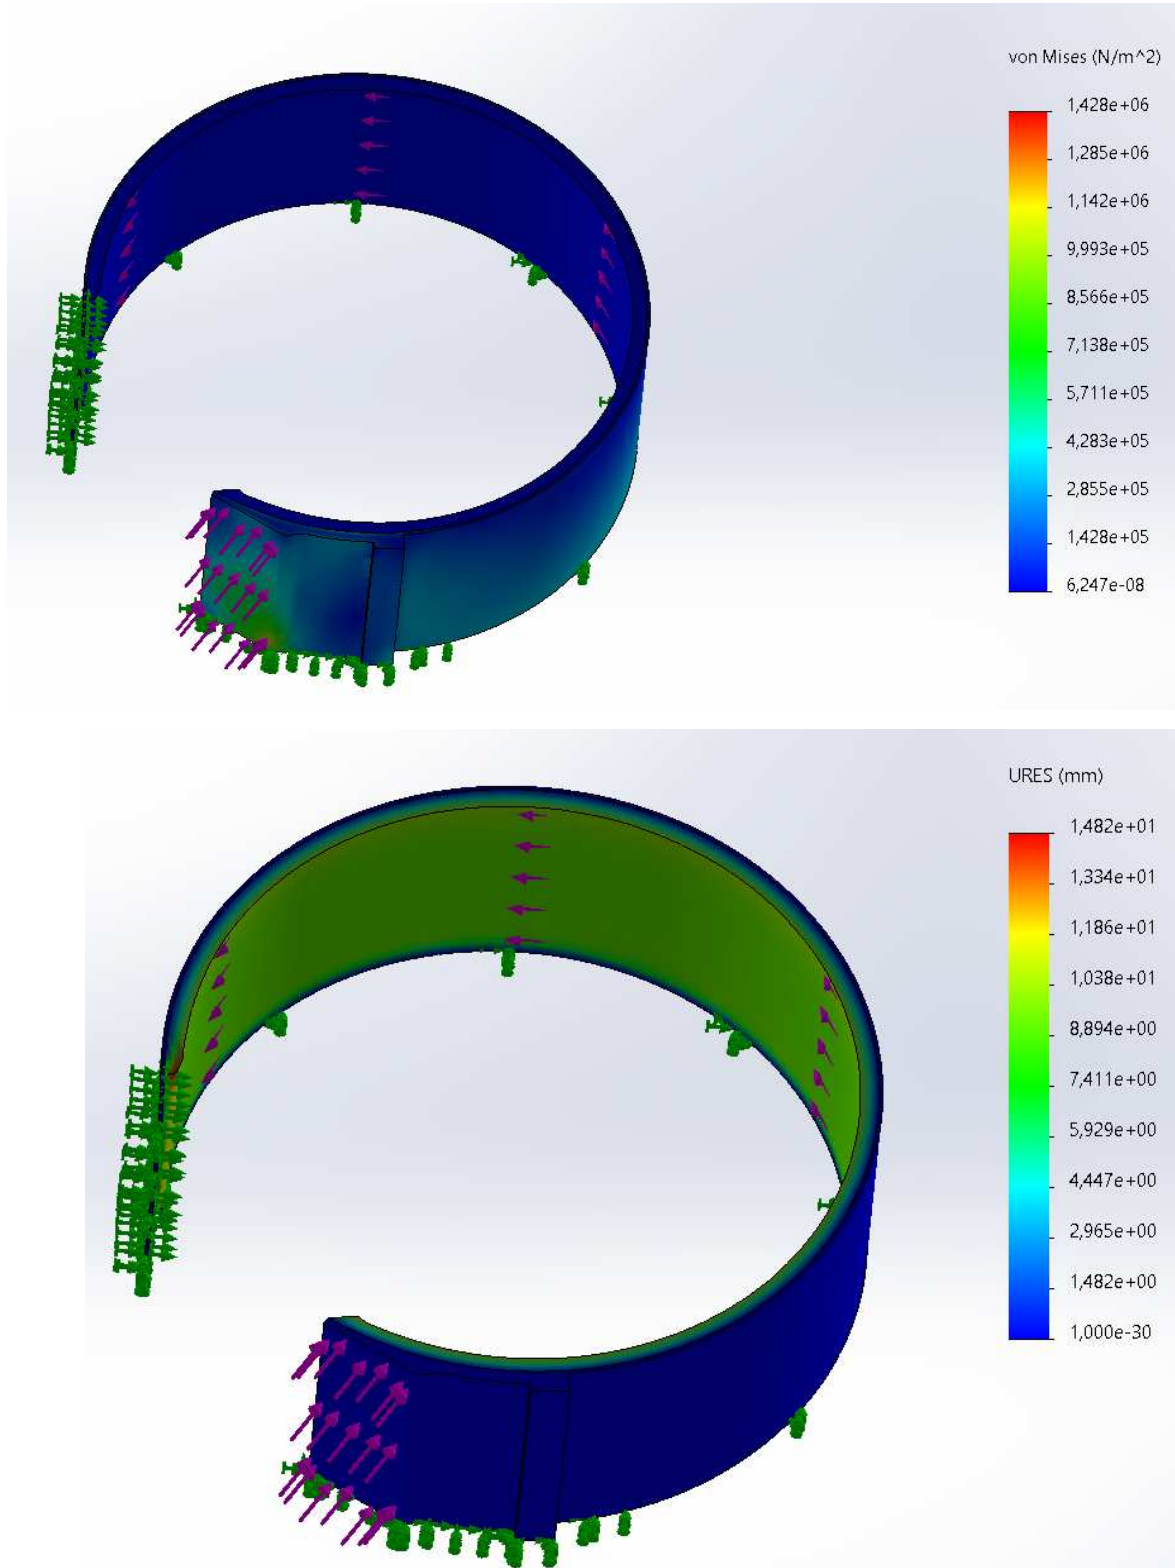 von Mises (N/m^2)
1,428e+06
1,285e+06
1,142e+06
9,993e+05
8,566e+05
7,138e+05
5,711e+05
4,283e+05
2,855e+05
1,428e+05
6,247e-08
URES (mm)
1,482e+01
1,334e+01
1,186e+01
1,038e+01
8,894e+00
7,411e+00
5,929e+00
4,447e+00
2,965e+00
1,482e+00
1,000e-30